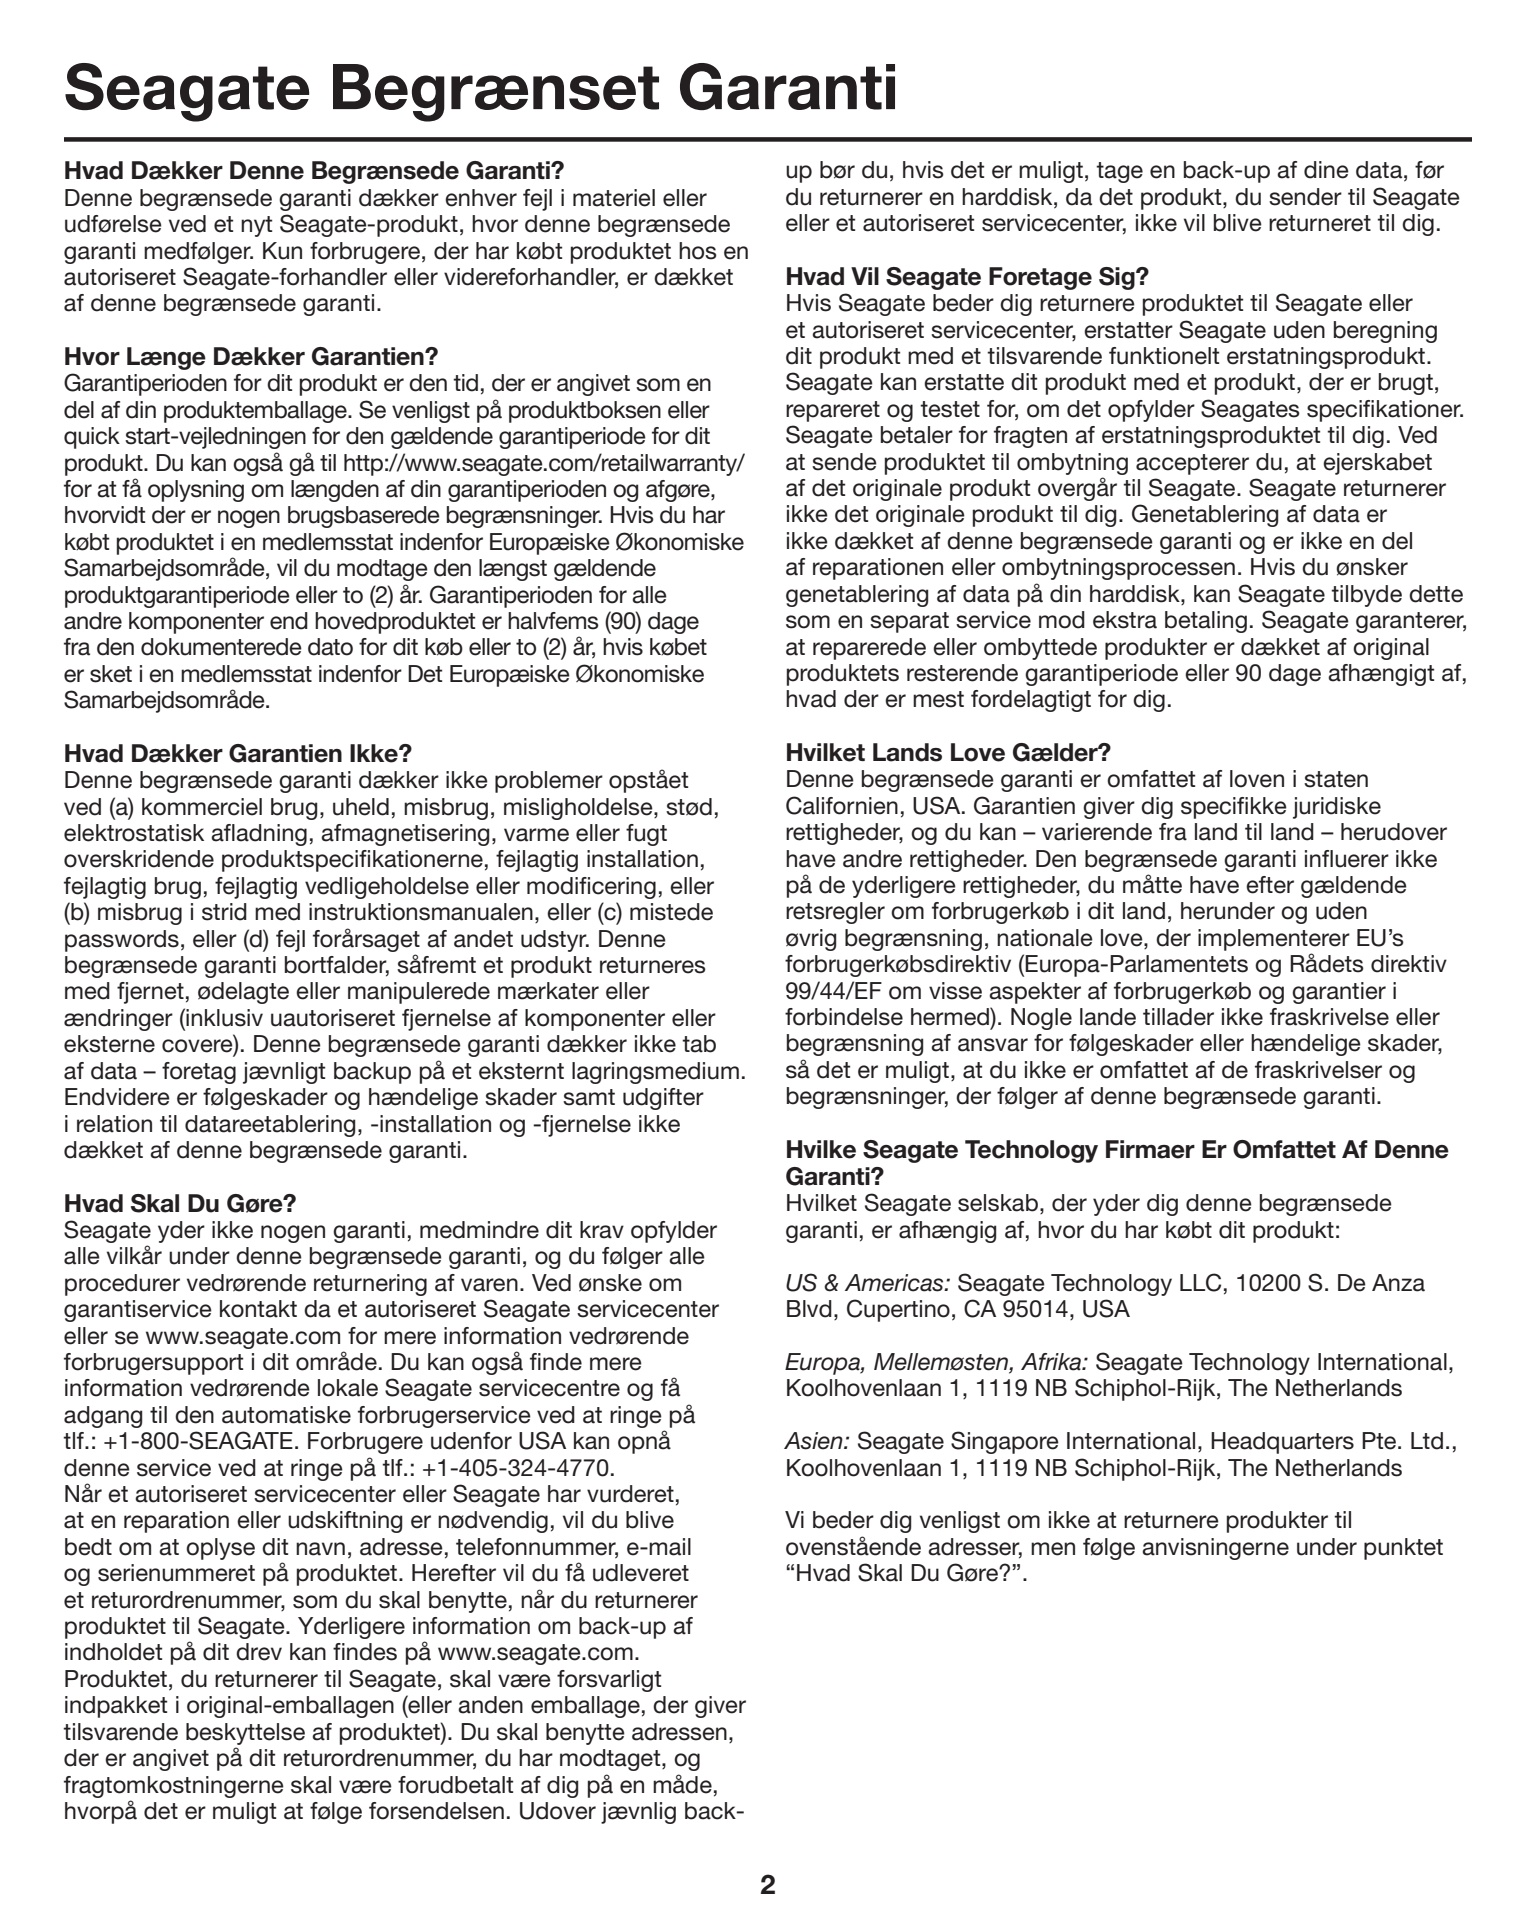 Seagate Begrænset Garanti
Hvad Dækker Denne Begrænsede Garanti?
Denne begrænsede garanti dækker enhver fejl i materiel eller
udførelse ved et nyt Seagate-produkt, hvor denne begrænsede
garanti medfølger. Kun forbrugere, der har købt produktet hos en
autoriseret Seagate-forhandler eller videreforhandler, er dækket
af denne begrænsede garanti.
Hvor Længe Dækker Garantien?
Garantiperioden for dit produkt er den tid, der er angivet som en
del af din produktemballage. Se venligst på produktboksen eller
quick start-vejledningen for den gældende garantiperiode for dit
produkt. Du kan også gå til http://www.seagate.com/retailwarranty/
for at få oplysning om længden af din garantiperioden og afgøre,
hvorvidt der er nogen brugsbaserede begrænsninger. Hvis du har
købt produktet i en medlemsstat indenfor Europæiske Økonomiske
Samarbejdsområde, vil du modtage den længst gældende
produktgarantiperiode eller to (2) år. Garantiperioden for alle
andre komponenter end hovedproduktet er halvfems (90) dage
fra den dokumenterede dato for dit køb eller to (2) år, hvis købet
er sket i en medlemsstat indenfor Det Europæiske Økonomiske
Samarbejdsområde.
Hvad Dækker Garantien Ikke?
Denne begrænsede garanti dækker ikke problemer opstået
ved (a) kommerciel brug, uheld, misbrug, misligholdelse, stød,
elektrostatisk afladning, afmagnetisering, varme eller fugt
overskridende produktspecifikationerne, fejlagtig installation,
fejlagtig brug, fejlagtig vedligeholdelse eller modificering, eller
(b) misbrug i strid med instruktionsmanualen, eller (c) mistede
passwords, eller (d) fejl forårsaget af andet udstyr. Denne
begrænsede garanti bortfalder, såfremt et produkt returneres
med fjernet, ødelagte eller manipulerede mærkater eller
ændringer (inklusiv uautoriseret fjernelse af komponenter eller
eksterne covere). Denne begrænsede garanti dækker ikke tab
af data – foretag jævnligt backup på et eksternt lagringsmedium.
Endvidere er følgeskader og hændelige skader samt udgifter
i relation til datareetablering, -installation og -fjernelse ikke
dækket af denne begrænsede garanti.
Hvad Skal Du Gøre?
Seagate yder ikke nogen garanti, medmindre dit krav opfylder
alle vilkår under denne begrænsede garanti, og du følger alle
procedurer vedrørende returnering af varen. Ved ønske om
garantiservice kontakt da et autoriseret Seagate servicecenter
eller se www.seagate.com for mere information vedrørende
forbrugersupport i dit område. Du kan også finde mere
information vedrørende lokale Seagate servicecentre og få
adgang til den automatiske forbrugerservice ved at ringe på
tlf.: +1-800-SEAGATE. Forbrugere udenfor USA kan opnå
denne service ved at ringe på tlf.: +1-405-324-4770.
Når et autoriseret servicecenter eller Seagate har vurderet,
at en reparation eller udskiftning er nødvendig, vil du blive
bedt om at oplyse dit navn, adresse, telefonnummer, e-mail
og serienummeret på produktet. Herefter vil du få udleveret
et returordrenummer, som du skal benytte, når du returnerer
produktet til Seagate. Yderligere information om back-up af
indholdet på dit drev kan findes på www.seagate.com.
Produktet, du returnerer til Seagate, skal være forsvarligt
indpakket i original-emballagen (eller anden emballage, der giver
tilsvarende beskyttelse af produktet). Du skal benytte adressen,
der er angivet på dit returordrenummer, du har modtaget, og
fragtomkostningerne skal være forudbetalt af dig på en måde,
hvorpå det er muligt at følge forsendelsen. Udover jævnlig back-
up bør du, hvis det er muligt, tage en back-up af dine data, før
du returnerer en harddisk, da det produkt, du sender til Seagate
eller et autoriseret servicecenter, ikke vil blive returneret til dig.
Hvad Vil Seagate Foretage Sig?
Hvis Seagate beder dig returnere produktet til Seagate eller
et autoriseret servicecenter, erstatter Seagate uden beregning
dit produkt med et tilsvarende funktionelt erstatningsprodukt.
Seagate kan erstatte dit produkt med et produkt, der er brugt,
repareret og testet for, om det opfylder Seagates specifikationer.
Seagate betaler for fragten af erstatningsproduktet til dig. Ved
at sende produktet til ombytning accepterer du, at ejerskabet
af det originale produkt overgår til Seagate. Seagate returnerer
ikke det originale produkt til dig. Genetablering af data er
ikke dækket af denne begrænsede garanti og er ikke en del
af reparationen eller ombytningsprocessen. Hvis du ønsker
genetablering af data på din harddisk, kan Seagate tilbyde dette
som en separat service mod ekstra betaling. Seagate garanterer,
at reparerede eller ombyttede produkter er dækket af original
produktets resterende garantiperiode eller 90 dage afhængigt af,
hvad der er mest fordelagtigt for dig.
Hvilket Lands Love Gælder?
Denne begrænsede garanti er omfattet af loven i staten
Californien, USA. Garantien giver dig specifikke juridiske
rettigheder, og du kan – varierende fra land til land – herudover
have andre rettigheder. Den begrænsede garanti influerer ikke
på de yderligere rettigheder, du måtte have efter gældende
retsregler om forbrugerkøb i dit land, herunder og uden
øvrig begrænsning, nationale love, der implementerer EU’s
forbrugerkøbsdirektiv (Europa-Parlamentets og Rådets direktiv
99/44/EF om visse aspekter af forbrugerkøb og garantier i
forbindelse hermed). Nogle lande tillader ikke fraskrivelse eller
begrænsning af ansvar for følgeskader eller hændelige skader,
så det er muligt, at du ikke er omfattet af de fraskrivelser og
begrænsninger, der følger af denne begrænsede garanti.
Hvilke Seagate Technology Firmaer Er Omfattet Af Denne
Garanti?
Hvilket Seagate selskab, der yder dig denne begrænsede
garanti, er afhængig af, hvor du har købt dit produkt:
US & Americas: Seagate Technology LLC, 10200 S. De Anza
Blvd, Cupertino, CA 95014, USA
Europa, Mellemøsten, Afrika: Seagate Technology International,
Koolhovenlaan 1, 1119 NB Schiphol-Rijk, The Netherlands
Asien: Seagate Singapore International, Headquarters Pte. Ltd.,
Koolhovenlaan 1, 1119 NB Schiphol-Rijk, The Netherlands
Vi beder dig venligst om ikke at returnere produkter til
ovenstående adresser, men følge anvisningerne under punktet
“Hvad Skal Du Gøre?”.
2